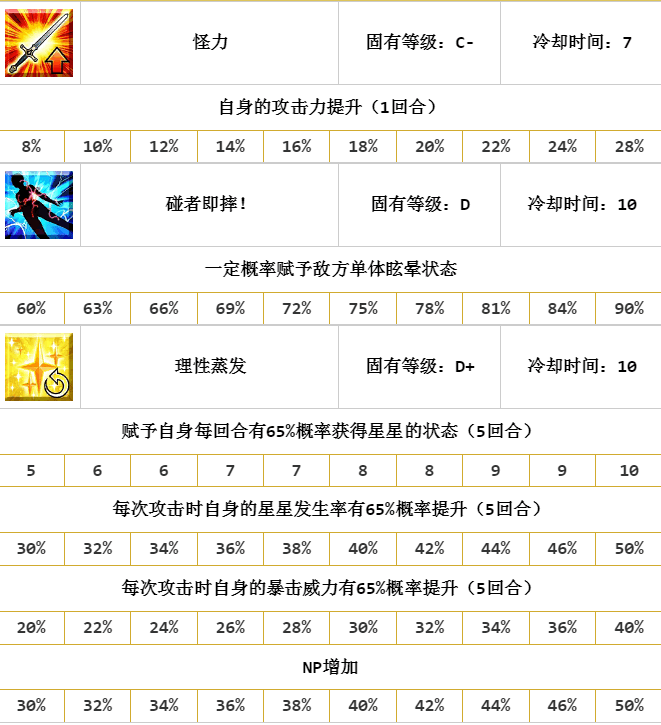 怪力 固有等级：C- 冷却时间：7
自身的攻击力提升（1回合）
8% 10% 12% 14% 16% 18% 20% 22% 24% 28%
碰者即摔！ 固有等级：D 冷却时间：10
一定概率赋予敌方单体眩晕状态
60% 63% 66% 69% 72% 75% 78% 81% 84% 90%
理性蒸发 固有等级：D+ 冷却时间：10
赋予自身每回合有65%概率获得星星的状态（5回合）
5 6 6 7 7 8 8 9 9 10
每次攻击时自身的星星发生率有65%概率提升（5回合）
30% 32% 34% 36% 38% 40% 42% 44% 46% 50%
每次攻击时自身的暴击威力有65%概率提升（5回合）
20% 22% 24% 26% 28% 30% 32% 34% 36% 40%
NP增加
30% 32% 34% 36% 38% 40% 42% 44% 46% 50%